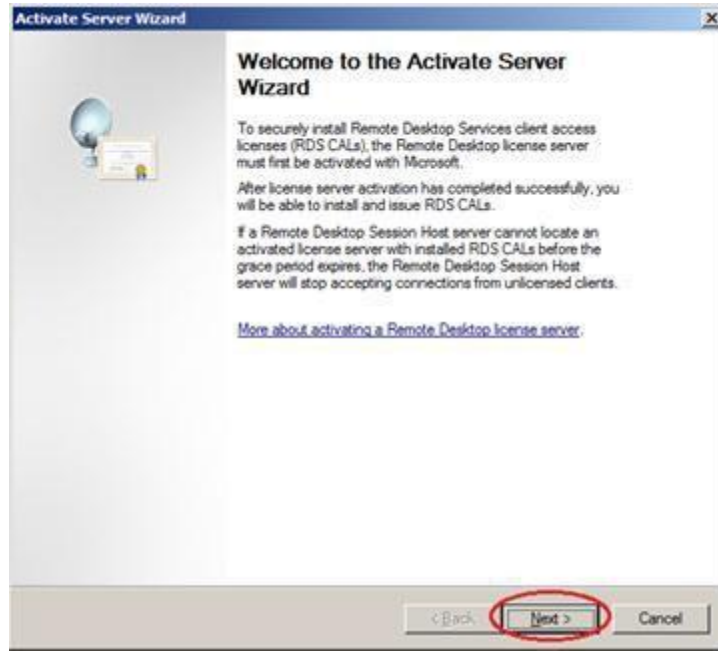 Activate Server Wizard
Welcome to the Activate Server
Wizard
To securely install Remote Desktop Services client access
licenses (RDS CALs), the Remote Desktop license server
must first be activated with Microsoft.
After license server activation has completed successfully, you
will be able to install and issue RDS CALs.
If a Remote Desktop Session Host server cannot locate an
activated license server with installed RDS CALs before the
grace period expires, the Remote Desktop Session Host
server will stop accepting connections from unlicensed clients.
More about activating a Remote Desktop license server.
< Back Next > Cancel